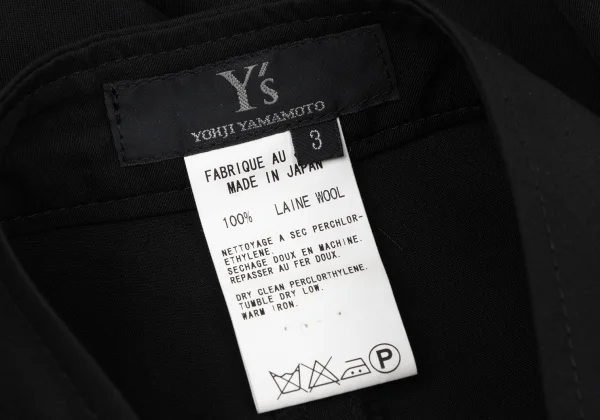 Y's
YOHJI YAMAMOTO
3
FABRIQUE AU
MADE IN JAPAN
100% LAINE WOOL
NETTOYAGE A SEC PERCHLOR-
ETHYLENE.
SECHAGE DOUX EN MACHINE.
REPASSER AU FER DOUX.
DRY CLEAN PERCLORTHYLENE.
TUMBLE DRY LOW.
WARM IRON.
P